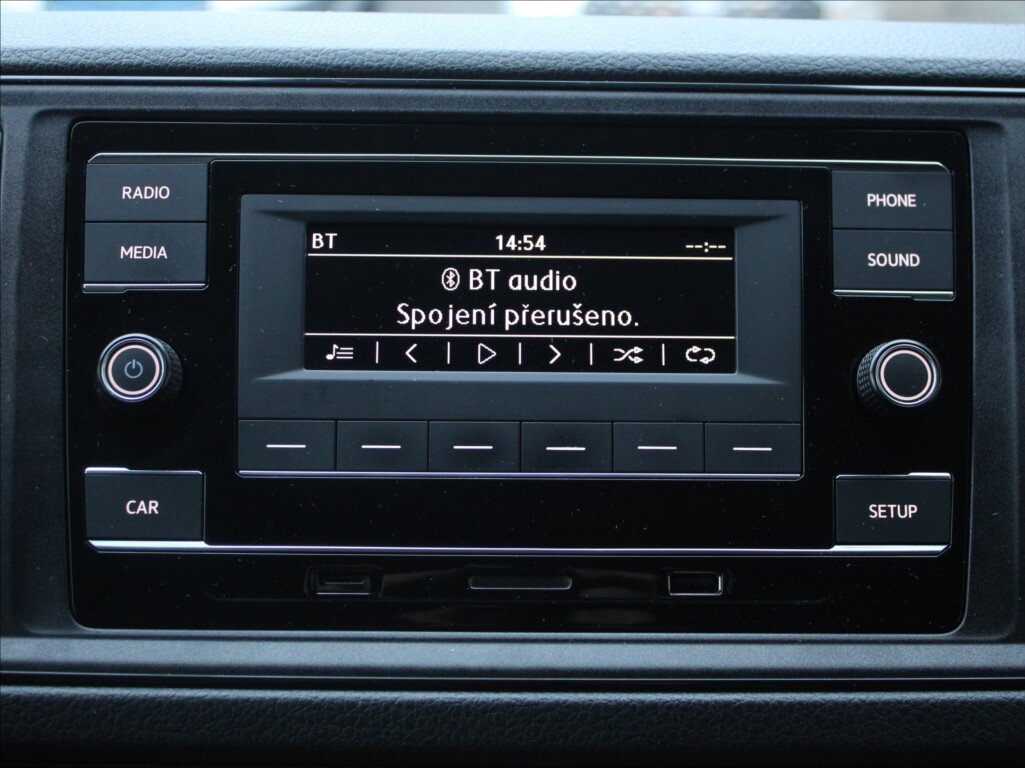 RADIO
MEDIA
BT 14:54 --:--
BT audio
Spojení přerušeno.
PHONE
SOUND
CAR
SETUP